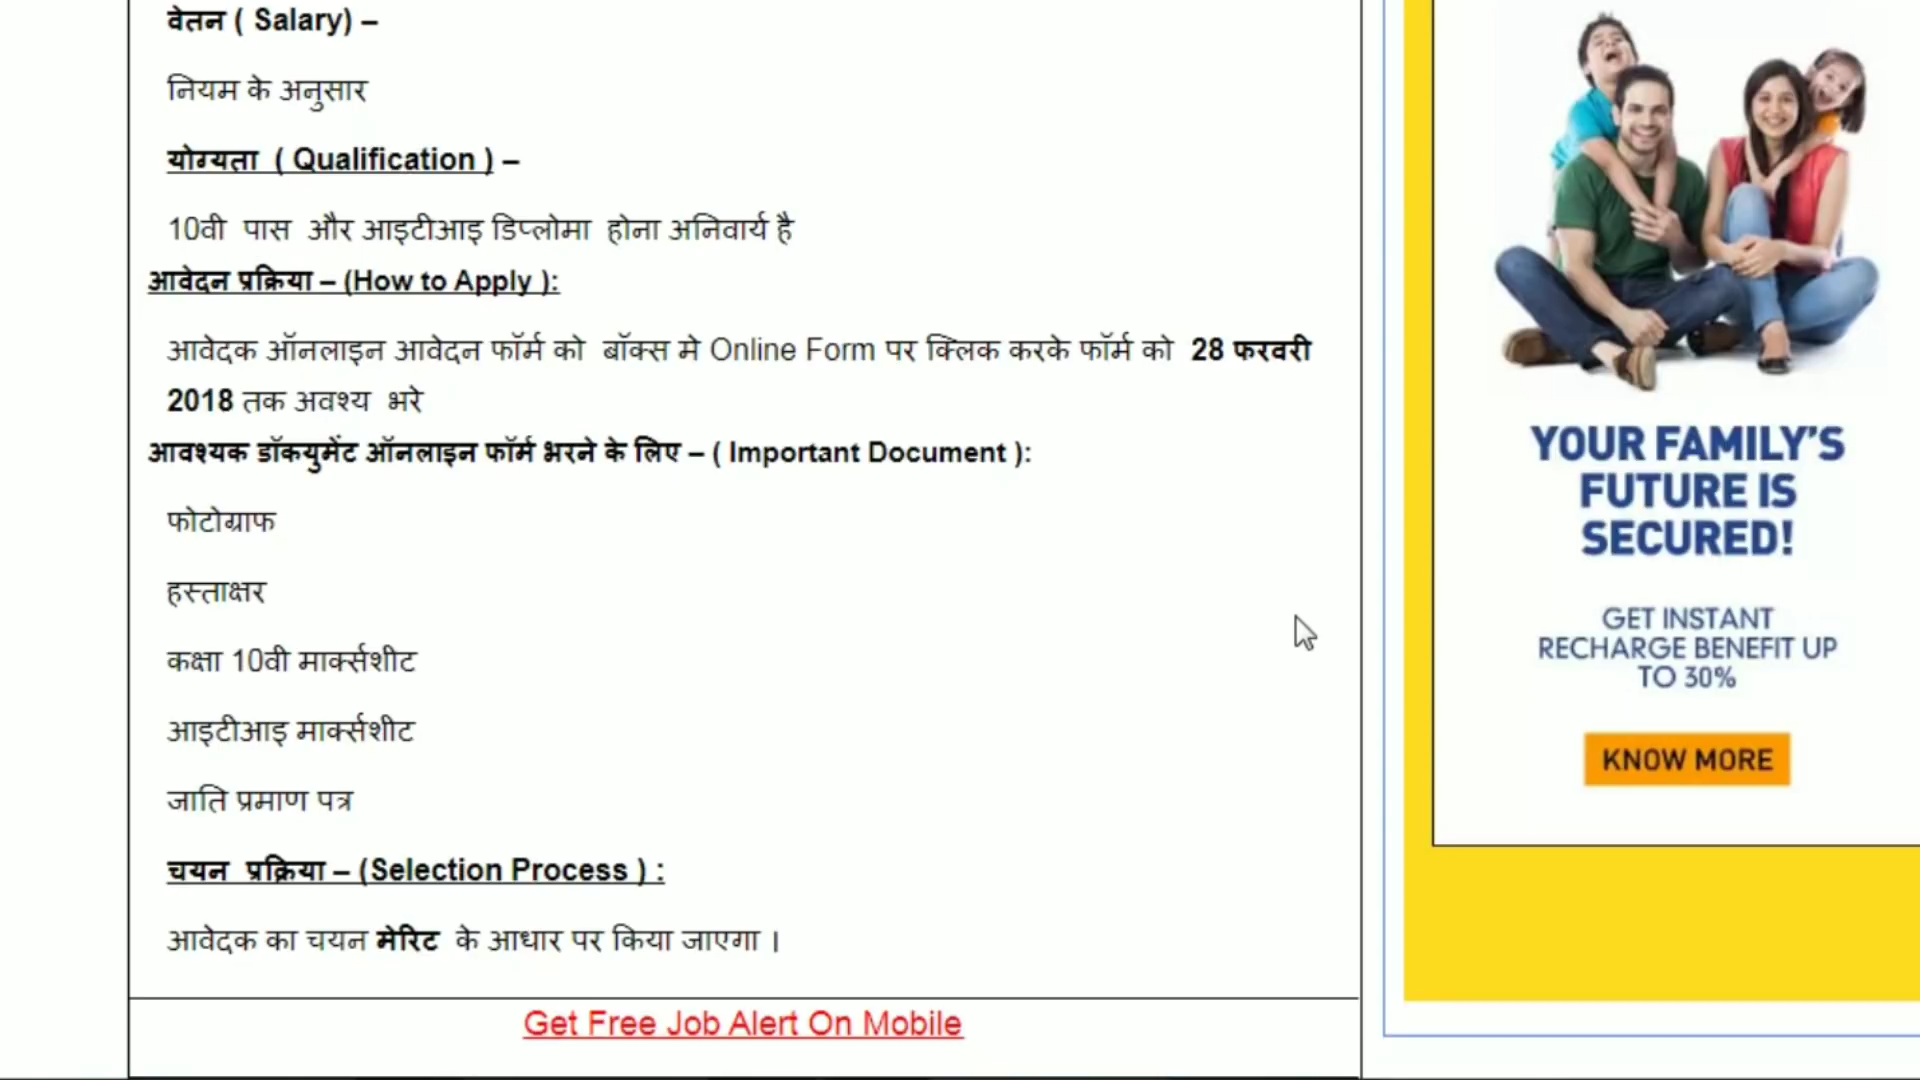 वेतन ( Salary) –
नियम के अनुसार
योग्यता ( Qualification ) –
10वी पास और आइटीआइ डिप्लोमा होना अनिवार्य है
आवेदन प्रक्रिया – (How to Apply ):
आवेदक ऑनलाइन आवेदन फॉर्म को बॉक्स मे Online Form पर क्लिक करके फॉर्म को 28 फरवरी
2018 तक अवश्य भरे
आवश्यक डॉकयुमेंट ऑनलाइन फॉर्म भरने के लिए – ( Important Document ):
फोटोग्राफ
हस्ताक्षर
कक्षा 10वी मार्क्सशीट
आइटीआइ मार्क्सशीट
जाति प्रमाण पत्र
चयन प्रक्रिया – (Selection Process ) :
आवेदक का चयन मेरिट के आधार पर किया जाएगा ।
Get Free Job Alert On Mobile
YOUR FAMILY'S
FUTURE IS
SECURED!
GET INSTANT
RECHARGE BENEFIT UP
TO 30%
KNOW MORE